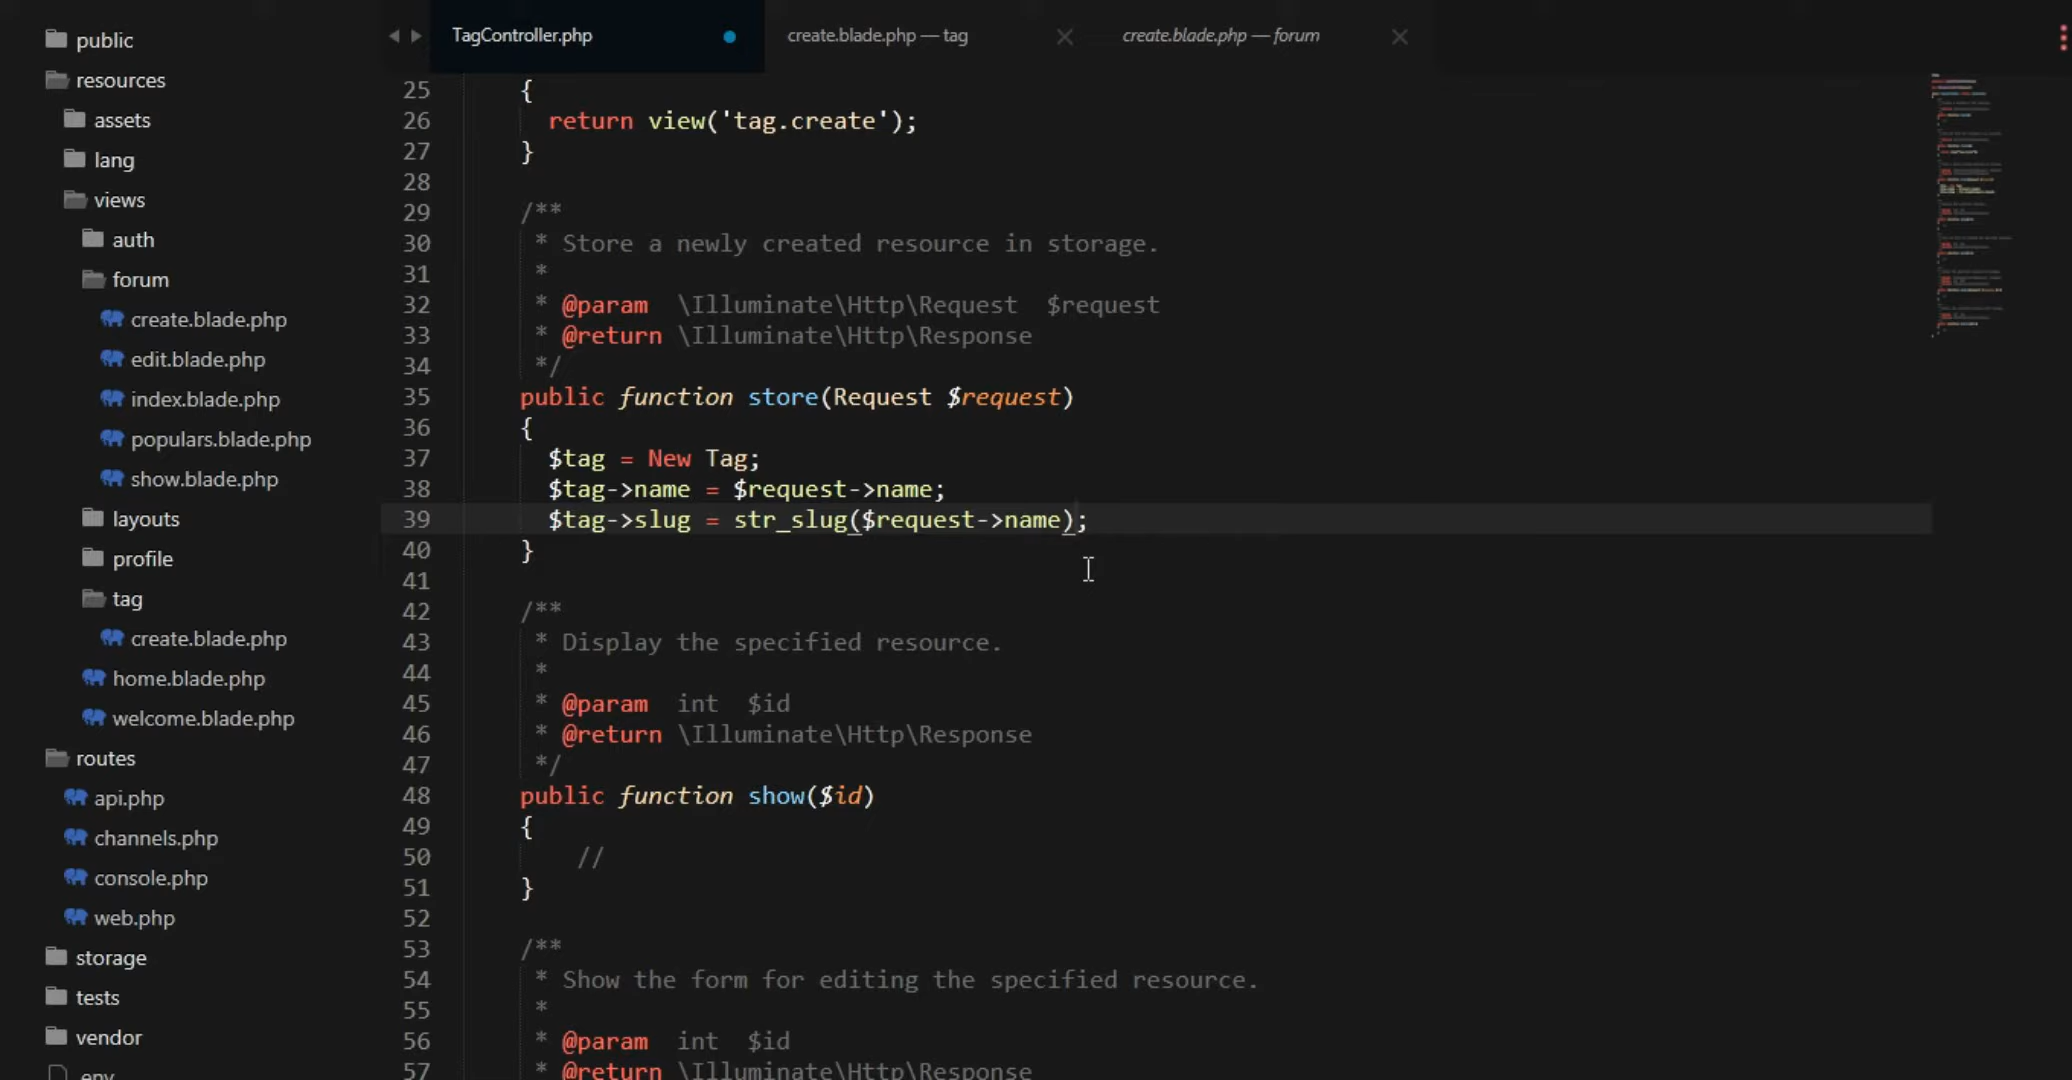 public
resources
assets
lang
views
auth
forum
create.blade.php
edit.blade.php
index.blade.php
populars.blade.php
show.blade.php
layouts
profile
tag
create.blade.php
home.blade.php
welcome.blade.php
routes
api.php
channels.php
console.php
web.php
storage
tests
vendor
.env
TagController.php
create.blade.php — tag
create.blade.php — forum
25 {
26 return view('tag.create');
27 }
28
29 /**
30 * Store a newly created resource in storage.
31 *
32 * @param \Illuminate\Http\Request $request
33 * @return \Illuminate\Http\Response
34 */
35 public function store(Request $request)
36 {
37 $tag = New Tag;
38 $tag->name = $request->name;
39 $tag->slug = str_slug($request->name);
40 }
41
42 /**
43 * Display the specified resource.
44 *
45 * @param int $id
46 * @return \Illuminate\Http\Response
47 */
48 public function show($id)
49 {
50 //
51 }
52
53 /**
54 * Show the form for editing the specified resource.
55 *
56 * @param int $id
57 * @return \Illuminate\Http\Response